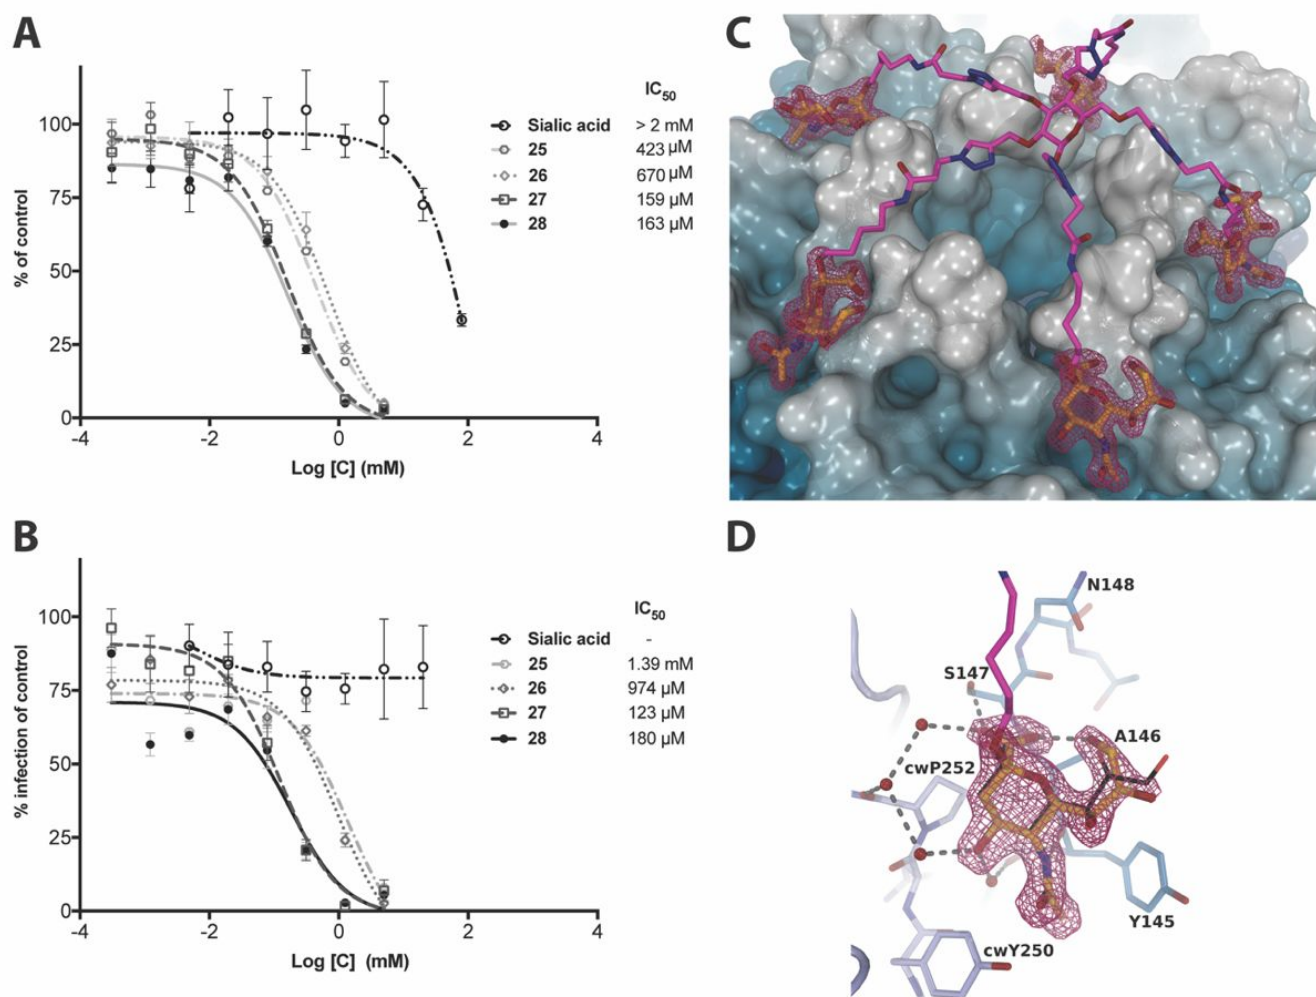 A
% of control
100
75
50
25
0
-4
-2
0
2
4
Log [C] (mM)
IC50
Sialic acid > 2 mM
25 423 µM
26 670 µM
27 159 µM
28 163 µM
B
% infection of control
100
75
50
25
0
-4
-2
0
2
4
Log [C] (mM)
IC50
Sialic acid -
25 1.39 mM
26 974 µM
27 123 µM
28 180 µM
C
D
N148
S147
A146
cwP252
Y145
cwY250